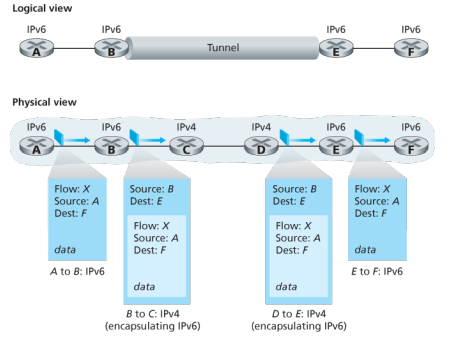 Logical view
IPv6 IPv6 IPv6 IPv6
A B Tunnel E F
Physical view
IPv6 IPv6 IPv4 IPv4 IPv6 IPv6
A B C D E F
Flow: X
Source: A
Dest: F
data
A to B: IPv6
Source: B
Dest: E
Flow: X
Source: A
Dest: F
data
B to C: IPv4
(encapsulating IPv6)
Source: B
Dest: E
Flow: X
Source: A
Dest: F
data
D to E: IPv4
(encapsulating IPv6)
Flow: X
Source: A
Dest: F
data
E to F: IPv6